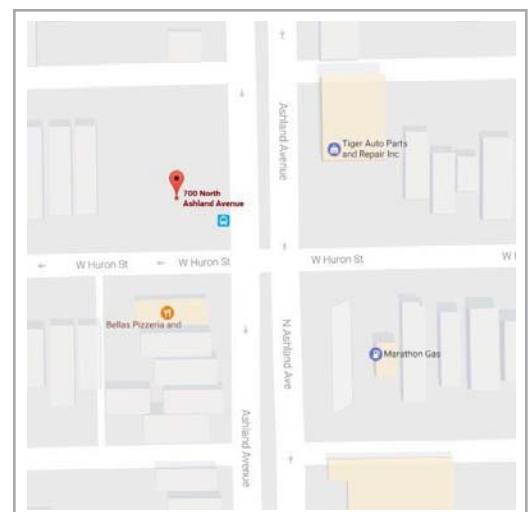 Ashland Avenue
Tiger Auto Parts
and Repair Inc
700 North
Ashland Avenue
W Huron St
W Huron St
W Huron St
W
Bellas Pizzeria and
N Ashland Ave
Marathon Gas
Ashland Avenue